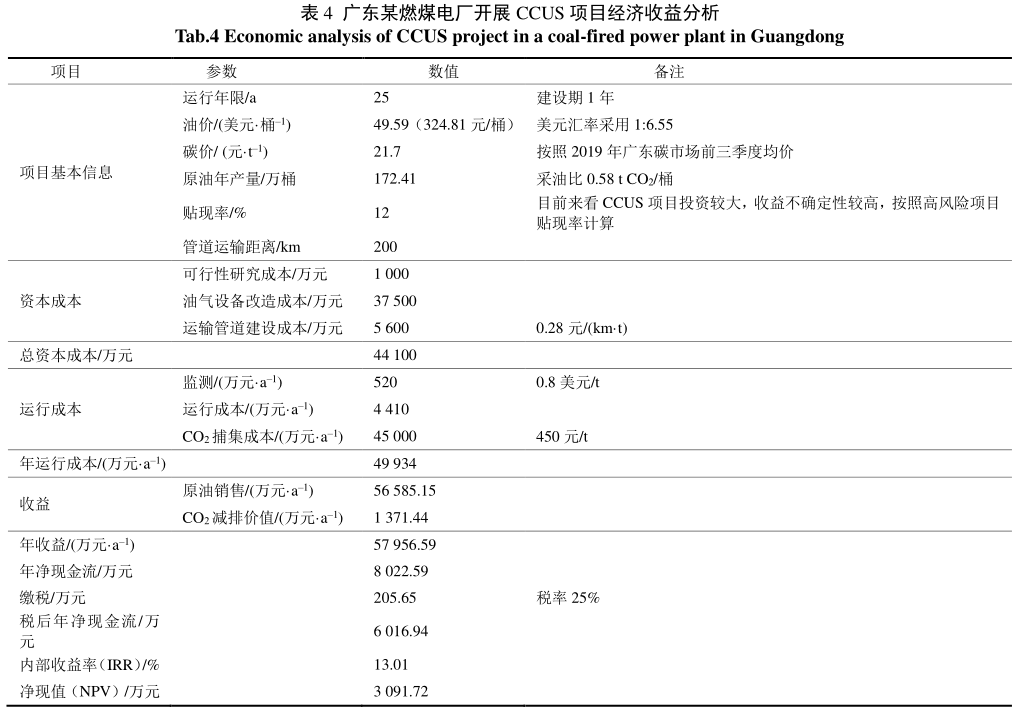 表 4 广东某燃煤电厂开展 CCUS 项目经济收益分析
Tab.4 Economic analysis of CCUS project in a coal-fired power plant in Guangdong
项目 参数 数值 备注
项目基本信息
运行年限/a 25 建设期 1 年
油价/(美元·桶⁻¹) 49.59（324.81 元/桶） 美元汇率采用 1:6.55
碳价/ (元·t⁻¹) 21.7 按照 2019 年广东碳市场前三季度均价
原油年产量/万桶 172.41 采油比 0.58 t CO₂/桶
贴现率/% 12 目前来看 CCUS 项目投资较大，收益不确定性较高，按照高风险项目
贴现率计算
管道运输距离/km 200
资本成本
可行性研究成本/万元 1 000
油气设备改造成本/万元 37 500
运输管道建设成本/万元 5 600 0.28 元/(km·t)
总资本成本/万元 44 100
运行成本
监测/(万元·a⁻¹) 520 0.8 美元/t
运行成本/(万元·a⁻¹) 4 410
CO₂ 捕集成本/(万元·a⁻¹) 45 000 450 元/t
年运行成本/(万元·a⁻¹) 49 934
收益
原油销售/(万元·a⁻¹) 56 585.15
CO₂ 减排价值/(万元·a⁻¹) 1 371.44
年收益/(万元·a⁻¹) 57 956.59
年净现金流/万元 8 022.59
缴税/万元 205.65 税率 25%
税后年净现金流/万
元 6 016.94
内部收益率（IRR）/% 13.01
净现值（NPV）/万元 3 091.72